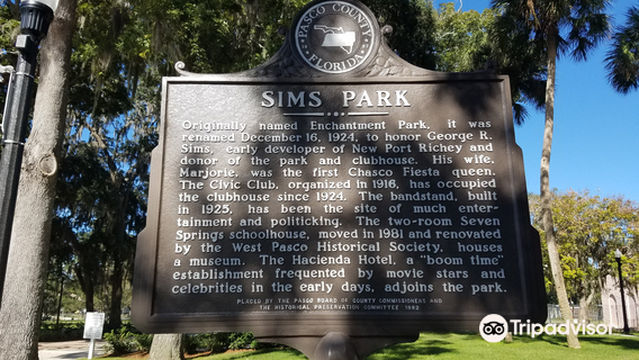 PASCO COUNTY
FLORIDA
SIMS PARK
Originally named Enchantment Park, it was
renamed December 16, 1924, to honor George R.
Sims, early developer of New Port Richey and
donor of the park and clubhouse. His wife,
Marjorie, was the first Chasco Fiesta queen.
The Civic Club, organized in 1916, has occupied
the clubhouse since 1924. The bandstand, built
in 1925, has been the site of much enter-
tainment and politicking. The two-room Seven
Springs schoolhouse, moved in 1981 and renovated
by the West Pasco Historical Society, houses
a museum. The Hacienda Hotel, a "boom time"
establishment frequented by movie stars and
celebrities in the early days, adjoins the park.
PLACED BY THE PASCO BOARD OF COUNTY COMMISSIONERS AND
THE HISTORICAL PRESERVATION COMMITTEE 1982
tripadvisor